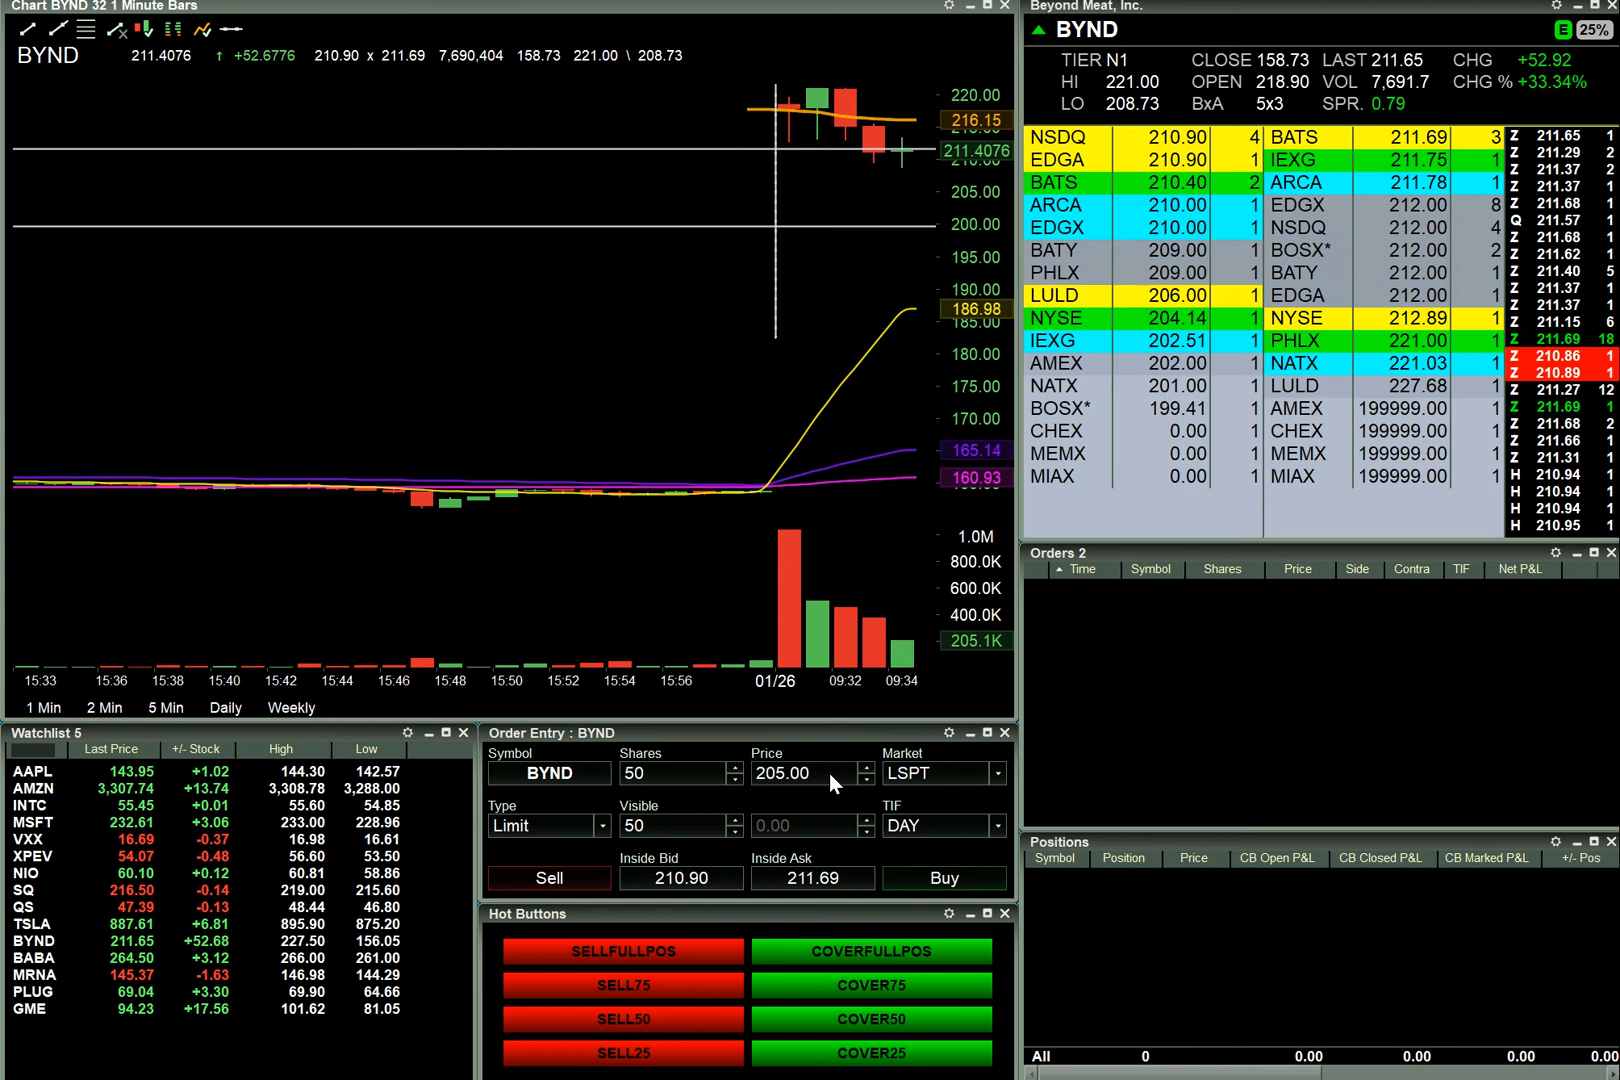 Chart BYND 32 1 Minute Bars
BYND 211.4076 ↑ +52.6776 210.90 x 211.69 7,690,404 158.73 221.00 \ 208.73
220.00
216.15
211.4076
210.00
205.00
200.00
195.00
190.00
186.98
185.00
180.00
175.00
170.00
165.14
160.93
1.0M
800.0K
600.0K
400.0K
205.1K
15:33 15:36 15:38 15:40 15:42 15:44 15:46 15:48 15:50 15:52 15:54 15:56 01/26 09:32 09:34
1 Min 2 Min 5 Min Daily Weekly
Beyond Meat, Inc.
BYND E 25%
TIER N1 CLOSE 158.73 LAST 211.65 CHG +52.92
HI 221.00 OPEN 218.90 VOL 7,691.7 CHG % +33.34%
LO 208.73 BxA 5x3 SPR. 0.79
NSDQ 210.90 4 BATS 211.69 3
EDGA 210.90 1 IEXG 211.75 1
BATS 210.40 2 ARCA 211.78 1
ARCA 210.00 1 EDGX 212.00 8
EDGX 210.00 1 NSDQ 212.00 4
BATY 209.00 1 BOSX* 212.00 2
PHLX 209.00 1 BATY 212.00 1
LULD 206.00 1 EDGA 212.00 1
NYSE 204.14 1 NYSE 212.89 1
IEXG 202.51 1 PHLX 221.00 1
AMEX 202.00 1 NATX 221.03 1
NATX 201.00 1 LULD 227.68 1
BOSX* 199.41 1 AMEX 199999.00 1
CHEX 0.00 1 CHEX 199999.00 1
MEMX 0.00 1 MEMX 199999.00 1
MIAX 0.00 1 MIAX 199999.00 1
Z 211.65 1
Z 211.29 2
Z 211.37 2
Z 211.37 1
Z 211.68 1
Q 211.57 1
Z 211.68 1
Z 211.62 1
Z 211.40 5
Z 211.37 1
Z 211.37 1
Z 211.15 6
Z 211.69 18
Z 210.86 1
Z 210.89 1
Z 211.27 12
Z 211.69 1
Z 211.68 2
Z 211.66 1
Z 211.31 1
H 210.94 1
H 210.94 1
H 210.94 1
H 210.95 1
Orders 2
Time Symbol Shares Price Side Contra TIF Net P&L
Watchlist 5
Last Price +/- Stock High Low
AAPL 143.95 +1.02 144.30 142.57
AMZN 3,307.74 +13.74 3,308.78 3,288.00
INTC 55.45 +0.01 55.60 54.85
MSFT 232.61 +3.06 233.00 228.96
VXX 16.69 -0.37 16.98 16.61
XPEV 54.07 -0.48 56.60 53.50
NIO 60.10 +0.12 60.81 58.86
SQ 216.50 -0.14 219.00 215.60
QS 47.39 -0.13 48.44 46.80
TSLA 887.61 +6.81 895.90 875.20
BYND 211.65 +52.68 227.50 156.05
BABA 264.50 +3.12 266.00 261.00
MRNA 145.37 -1.63 146.98 144.29
PLUG 69.04 +3.30 69.90 64.66
GME 94.23 +17.56 101.62 81.05
Order Entry : BYND
Symbol Shares Price Market
BYND 50 205.00 LSPT
Type Visible TIF
Limit 50 0.00 DAY
Inside Bid Inside Ask
Sell 210.90 211.69 Buy
Hot Buttons
SELLFULLPOS COVERFULLPOS
SELL75 COVER75
SELL50 COVER50
SELL25 COVER25
Positions
Symbol Position Price CB Open P&L CB Closed P&L CB Marked P&L +/- Pos
All 0 0.00 0.00 0.00 0.00